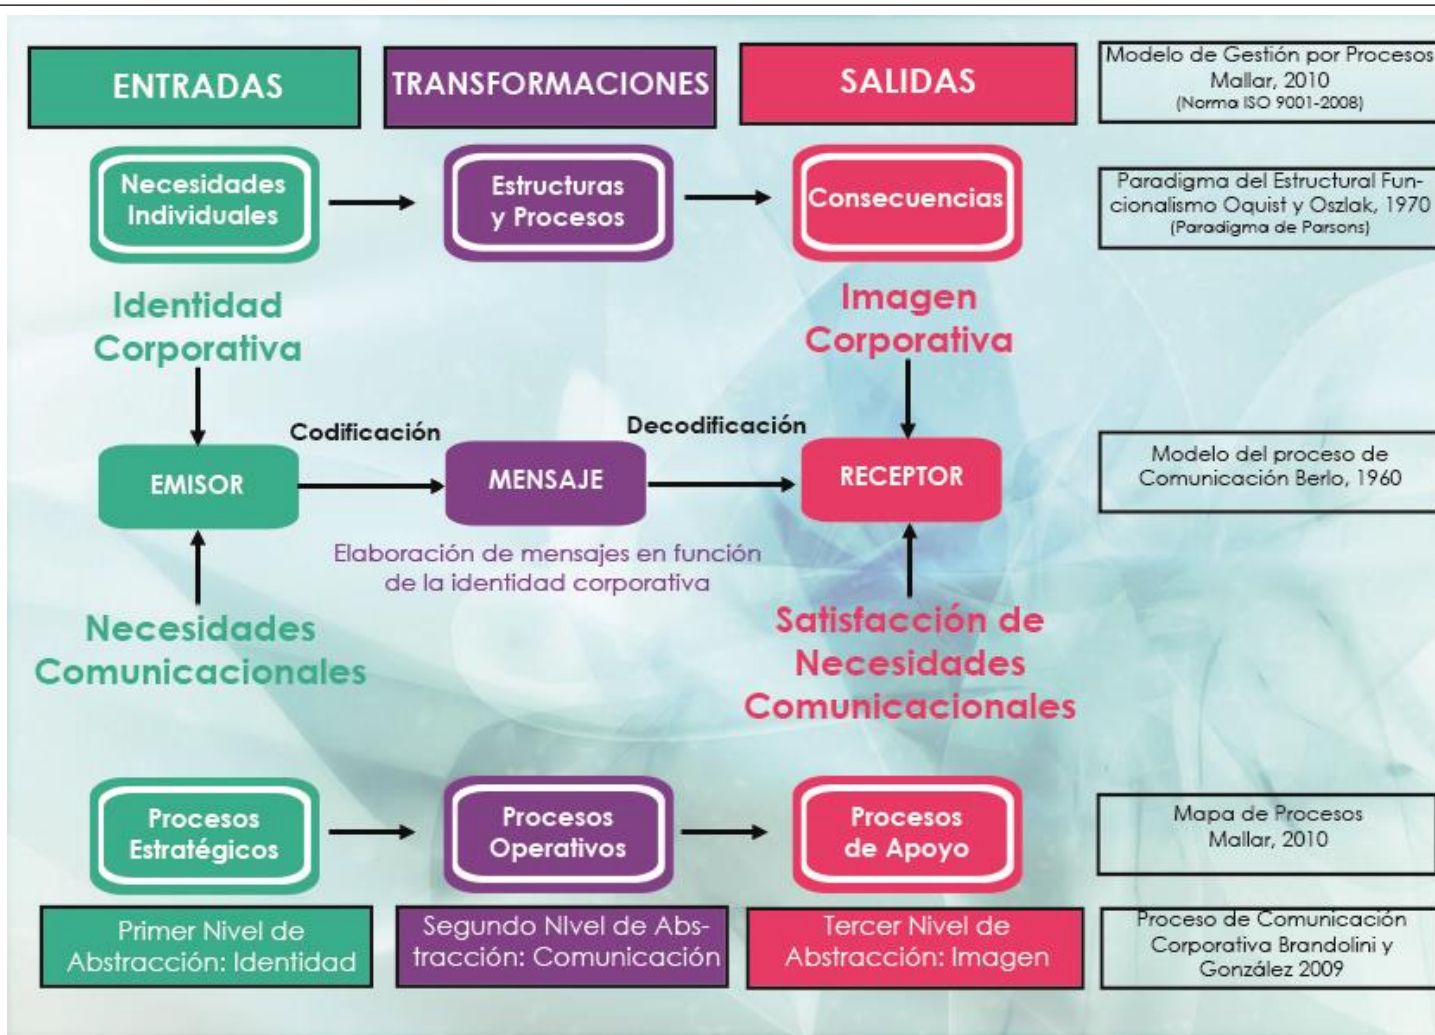 ENTRADAS
TRANSFORMACIONES
SALIDAS
Modelo de Gestión por Procesos
Mallar, 2010
(Norma ISO 9001-2008)
Necesidades
Individuales
Estructuras
y Procesos
Consecuencias
Paradigma del Estructural Fun-
cionalismo Oquist y Oszlak, 1970
(Paradigma de Parsons)
Identidad
Corporativa
Imagen
Corporativa
Codificación
Decodificación
EMISOR
MENSAJE
RECEPTOR
Modelo del proceso de
Comunicación Berlo, 1960
Elaboración de mensajes en función
de la identidad corporativa
Necesidades
Comunicacionales
Satisfacción de
Necesidades
Comunicacionales
Procesos
Estratégicos
Procesos
Operativos
Procesos
de Apoyo
Mapa de Procesos
Mallar, 2010
Primer Nivel de
Abstracción: Identidad
Segundo NIvel de Abs-
tracción: Comunicación
Tercer Nivel de
Abstracción: Imagen
Proceso de Comunicación
Corporativa Brandolini y
González 2009